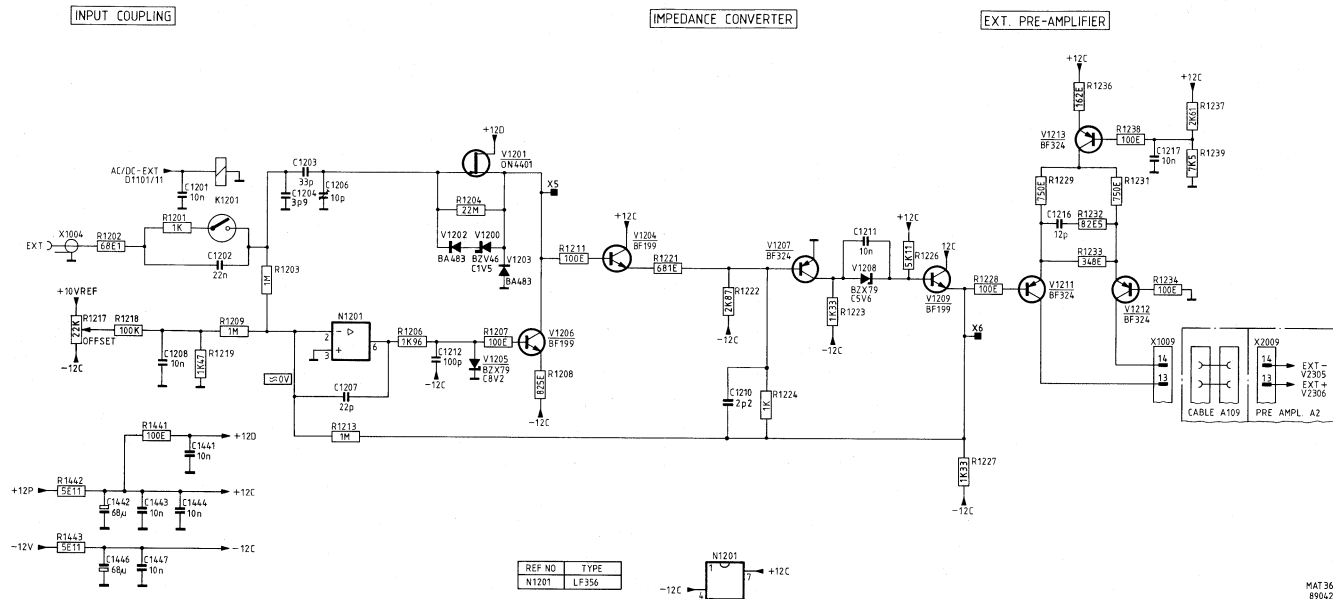 INPUT COUPLING
IMPEDANCE CONVERTER
EXT. PRE-AMPLIFIER
+12C
R1236
162E
+12C
R1237
2K61
V1213
BF324
R1238
100E
C1217
10n
R1239
7K5
+12D
V1201
ON4401
AC/DC-EXT
D1101/11
C1201
10n
K1201
C1203
33p
C1204
3p9
C1206
10p
R1204
22M
X5
R1229
750E
R1231
750E
V1202
BA483
V1200
BZV46
C1V5
V1203
BA483
C1216
12p
R1232
82E5
R1233
348E
EXT
X1004
R1202
68E1
R1201
1K
C1202
22n
R1203
1M
R1211
100E
+12C
V1204
BF199
R1221
681E
V1207
BF324
C1211
10n
V1208
BZX79
C5V6
+12C
R1226
5K11
12C
V1209
BF199
R1228
100E
V1211
BF324
V1212
BF324
R1234
100E
R1222
2K87
-12C
R1223
1K33
-12C
+10VREF
R1217
22K
OFFSET
-12C
R1218
100K
C1208
10n
R1219
1K47
R1209
1M
N1201
2
3
6
- ▷
+
R1206
1K96
C1212
100p
-12C
R1207
100E
V1205
BZX79
C8V2
V1206
BF199
R1208
825E
-12C
≈0V
C1207
22p
R1213
1M
C1210
2p2
R1224
1K
X6
R1227
1K33
-12C
X1009
14
13
CABLE A109
X2009
14
13
EXT-
V2305
EXT+
V2306
PRE AMPL. A2
R1441
100E
+12D
C1441
10n
+12P
R1442
5E11
+12C
C1442
68µ
C1443
10n
C1444
10n
-12V
R1443
5E11
-12C
C1446
68µ
C1447
10n
REF NO TYPE
N1201 LF356
N1201
1
7
+12C
-12C
4
MAT36
89042